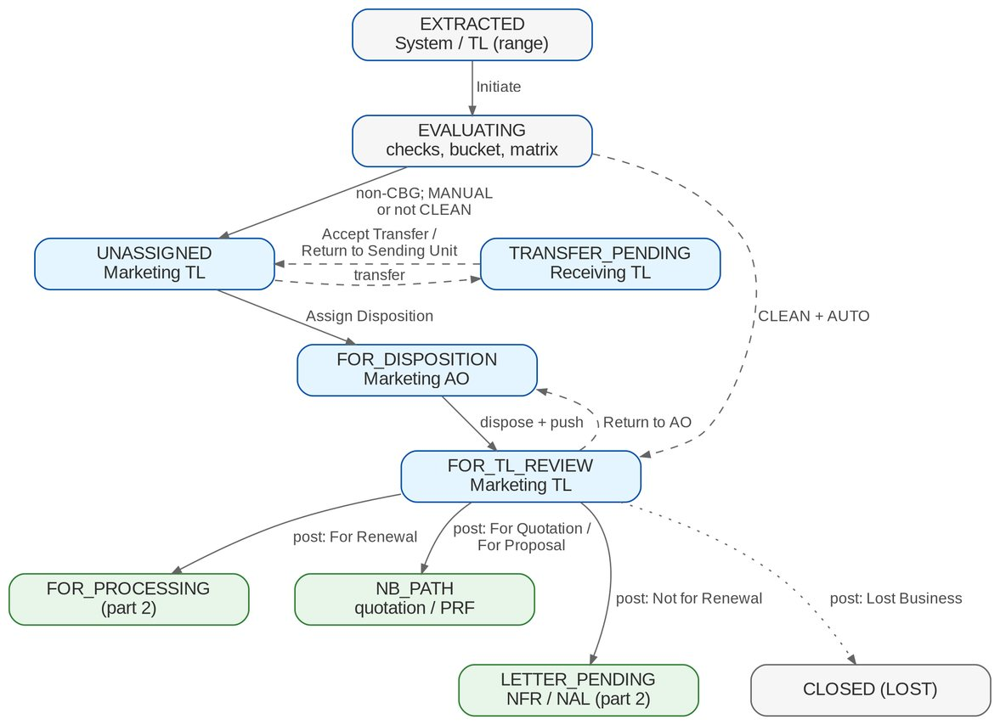 EXTRACTED
System / TL (range)
Initiate
EVALUATING
checks, bucket, matrix
non-CBG; MANUAL
or not CLEAN
Accept Transfer /
Return to Sending Unit
UNASSIGNED
Marketing TL
TRANSFER_PENDING
Receiving TL
transfer
Assign Disposition
CLEAN + AUTO
FOR_DISPOSITION
Marketing AO
dispose + push
Return to AO
FOR_TL_REVIEW
Marketing TL
post: For Renewal
post: For Quotation /
For Proposal
FOR_PROCESSING
(part 2)
NB_PATH
quotation / PRF
post: Not for Renewal
post: Lost Business
LETTER_PENDING
NFR / NAL (part 2)
CLOSED (LOST)